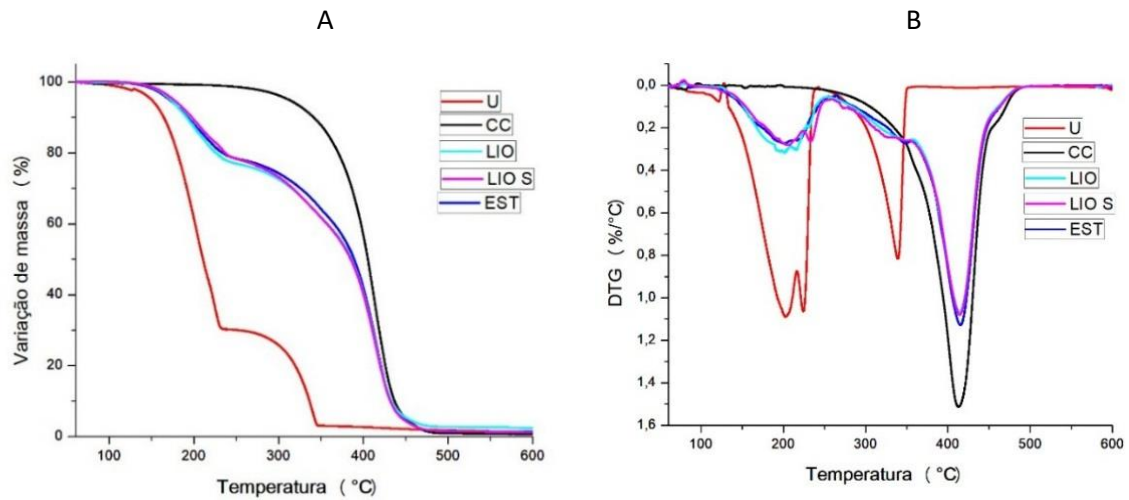 A
B
100
80
60
40
20
0
Variação de massa (%)
100
200
300
400
500
600
Temperatura (°C)
U
CC
LIO
LIO S
EST
0,0
0,2
0,4
0,6
0,8
1,0
1,2
1,4
1,6
DTG (%/°C)
100
200
300
400
500
600
Temperatura (°C)
U
CC
LIO
LIO S
EST